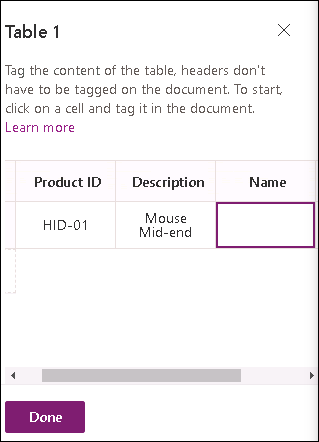 Table 1
Tag the content of the table, headers don't
have to be tagged on the document. To start,
click on a cell and tag it in the document.
Learn more
Product ID Description Name
HID-01 Mouse
Mid-end
Done